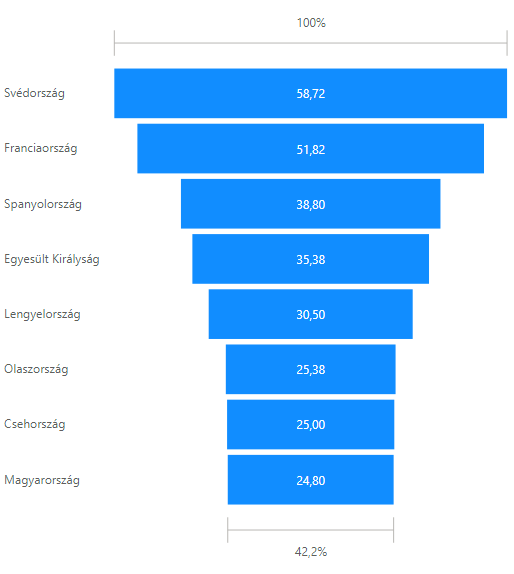 100%
Svédország 58,72
Franciaország 51,82
Spanyolország 38,80
Egyesült Királyság 35,38
Lengyelország 30,50
Olaszország 25,38
Csehország 25,00
Magyarország 24,80
42,2%